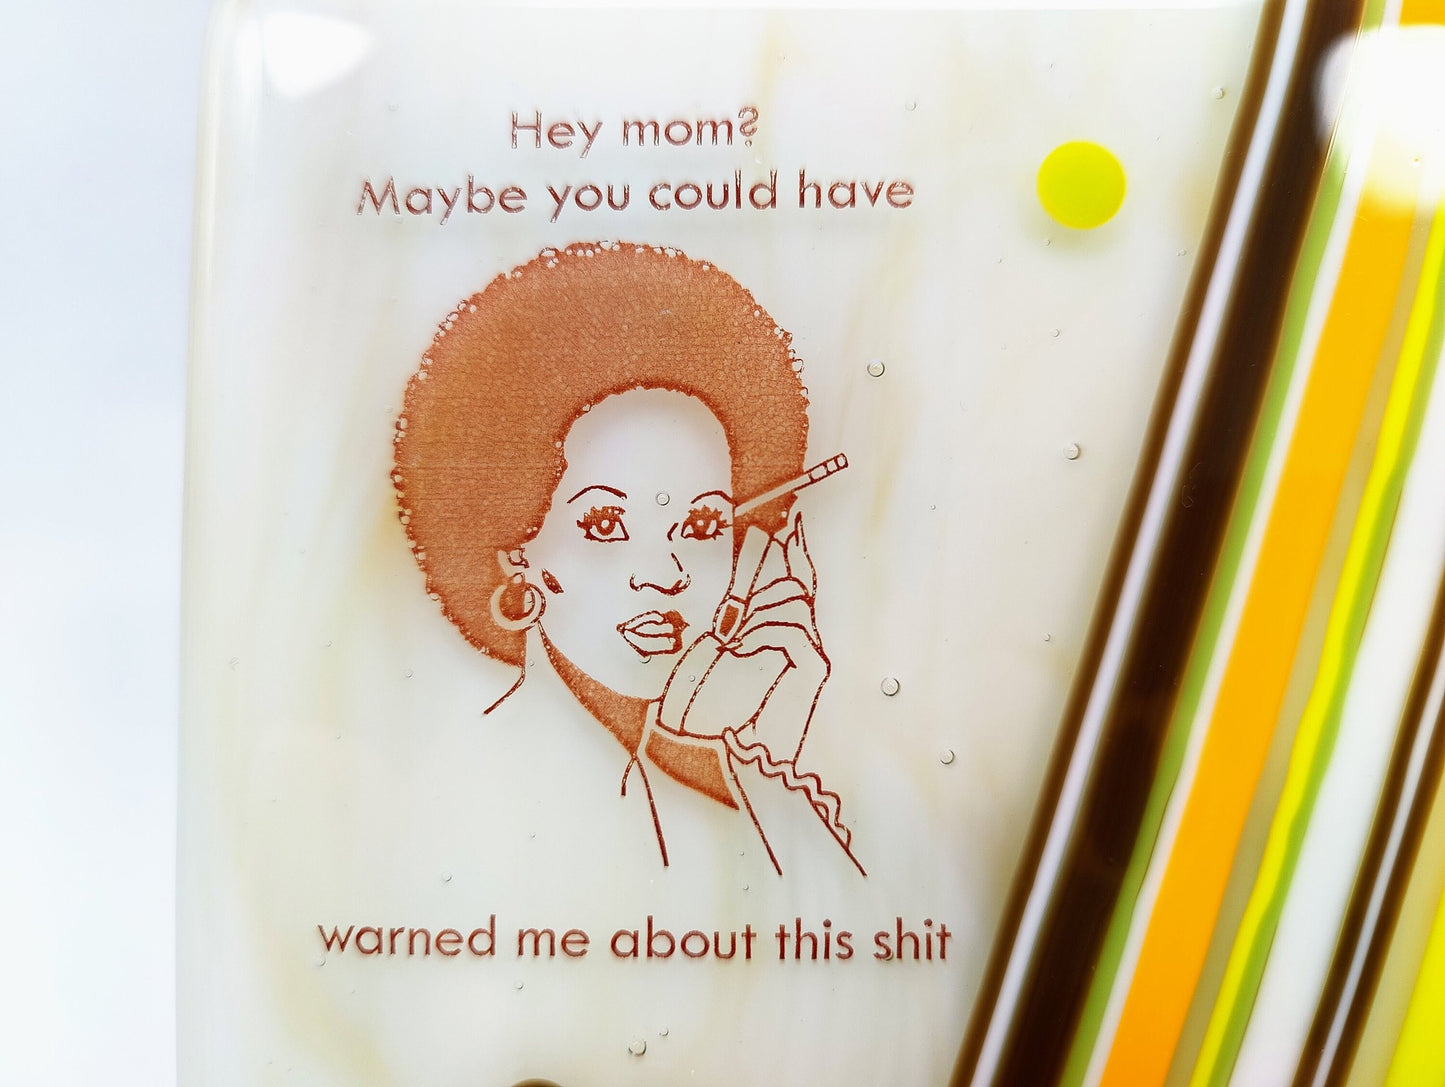 Hey mom?
Maybe you could have
warned me about this shit